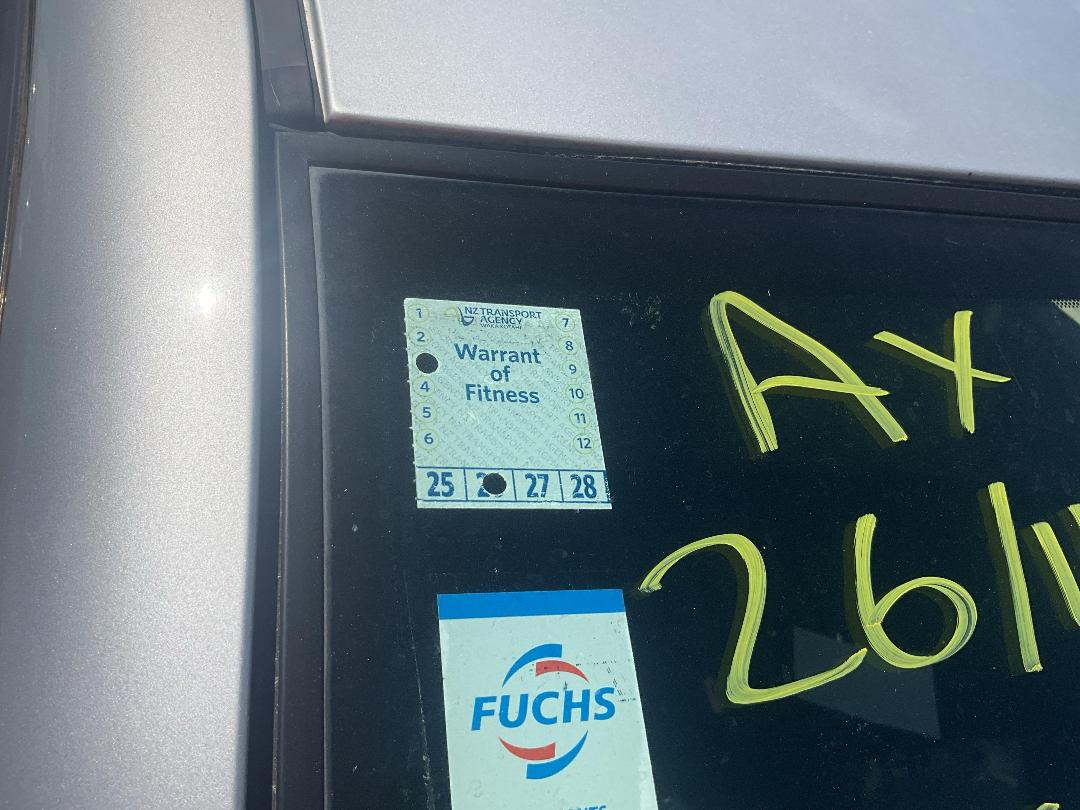 NZ TRANSPORT
AGENCY
WAKA KOTAHI
Warrant
of
Fitness
1
2
4
5
6
7
8
9
10
11
12
25 27 28
FUCHS
AX
26/1